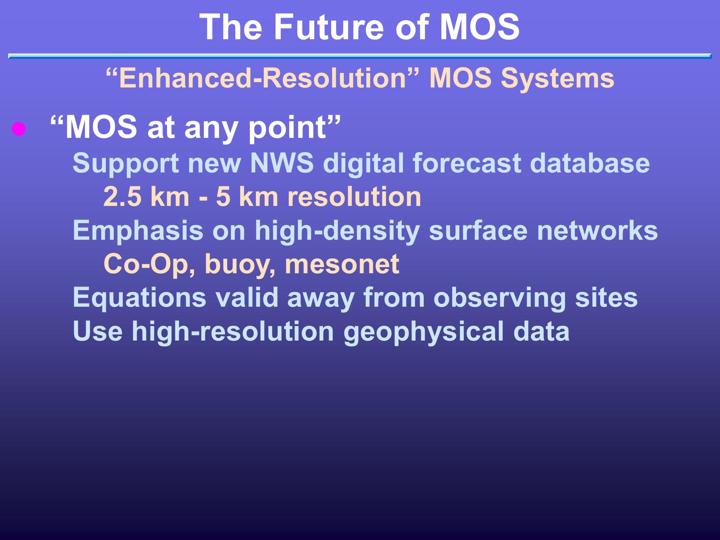 The Future of MOS
“Enhanced-Resolution” MOS Systems
● “MOS at any point”
Support new NWS digital forecast database
2.5 km - 5 km resolution
Emphasis on high-density surface networks
Co-Op, buoy, mesonet
Equations valid away from observing sites
Use high-resolution geophysical data